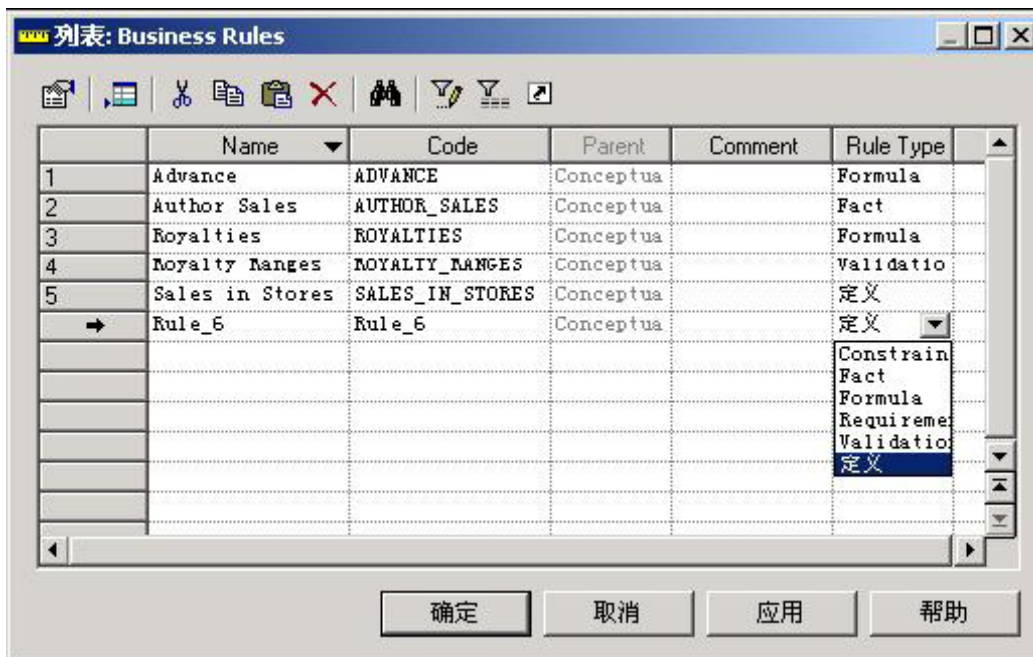 列表: Business Rules
Name Code Parent Comment Rule Type
1 Advance ADVANCE Conceptua Formula
2 Author Sales AUTHOR_SALES Conceptua Fact
3 Royalties ROYALTIES Conceptua Formula
4 Royalty Ranges ROYALTY_RANGES Conceptua Validatio
5 Sales in Stores SALES_IN_STORES Conceptua 定义
Rule_6 Rule_6 Conceptua 定义
Constrain
Fact
Formula
Requireme
Validatio
定义
确定 取消 应用 帮助